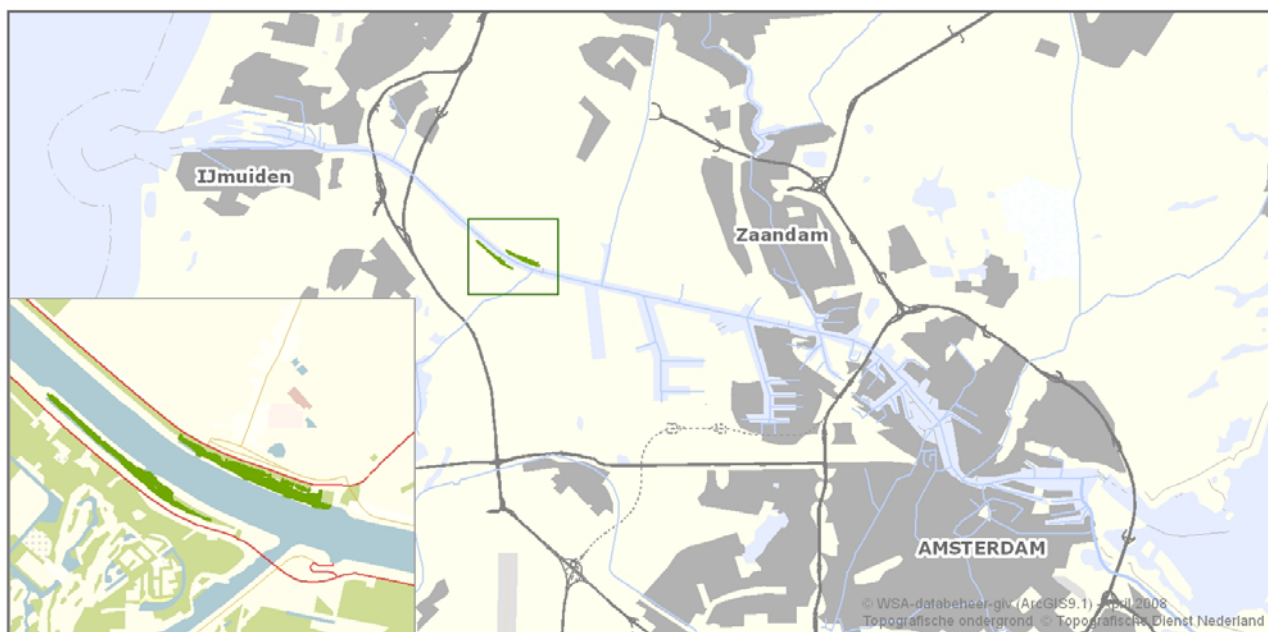 IJmuiden
Zaandam
AMSTERDAM
© WSA-databeheer-giv (ArcGIS9.1) - April 2008
Topografische ondergrond © Topografische Dienst Nederland